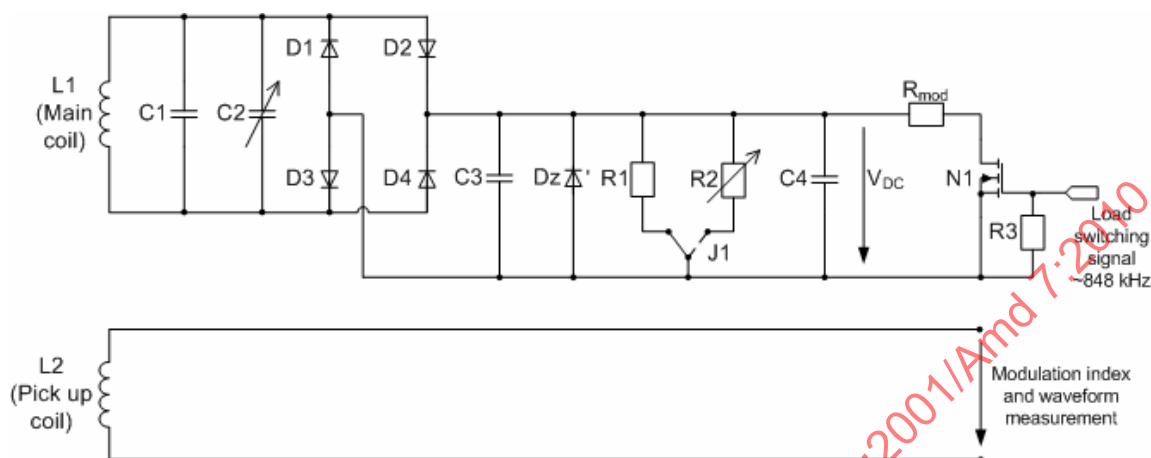 D1
D2
L1
(Main
coil)
C1
C2
R_mod
D3
D4
C3
Dz
R1
R2
C4
V_DC
N1
J1
R3
Load
switching
signal
~848 kHz
L2
(Pick up
coil)
Modulation index
and waveform
measurement
2001/Amd 7:2010